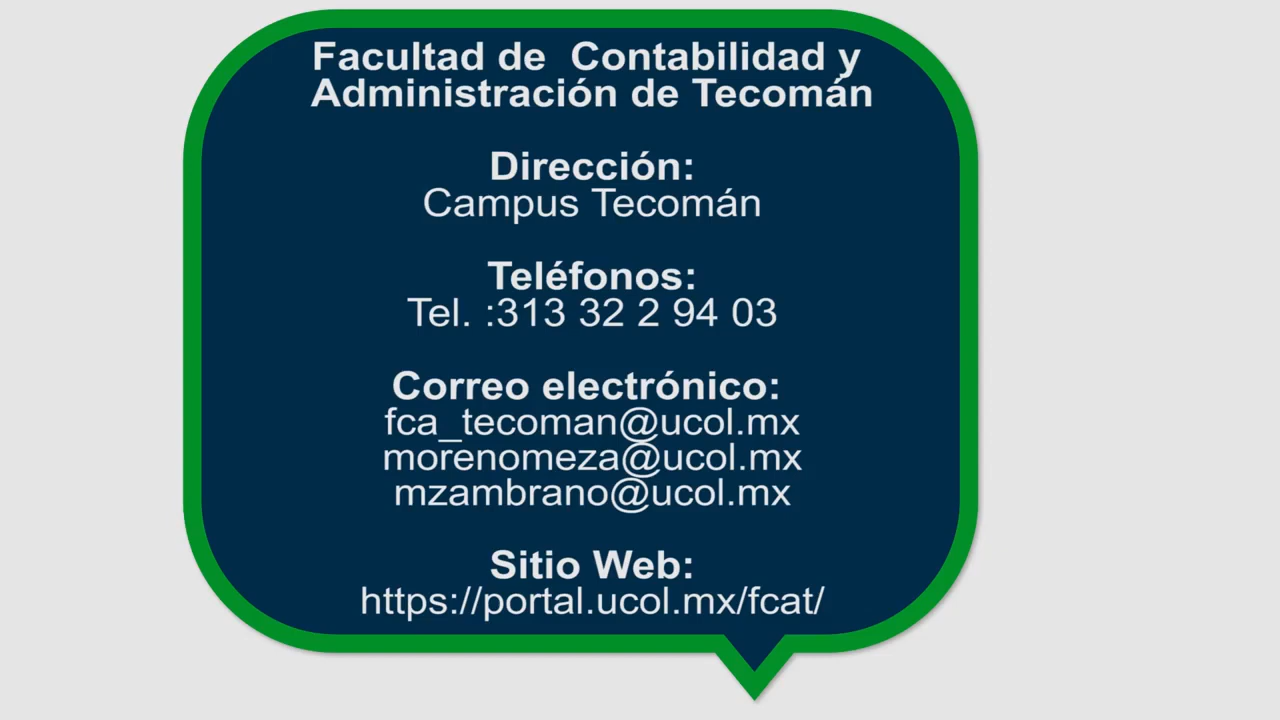 Facultad de  Contabilidad y
Administración de Tecomán
Dirección:
Campus Tecomán
Teléfonos:
Tel. :313 32 2 94 03
Correo electrónico:
fca_tecoman@ucol.mx
morenomeza@ucol.mx
mzambrano@ucol.mx
Sitio Web:
https://portal.ucol.mx/fcat/